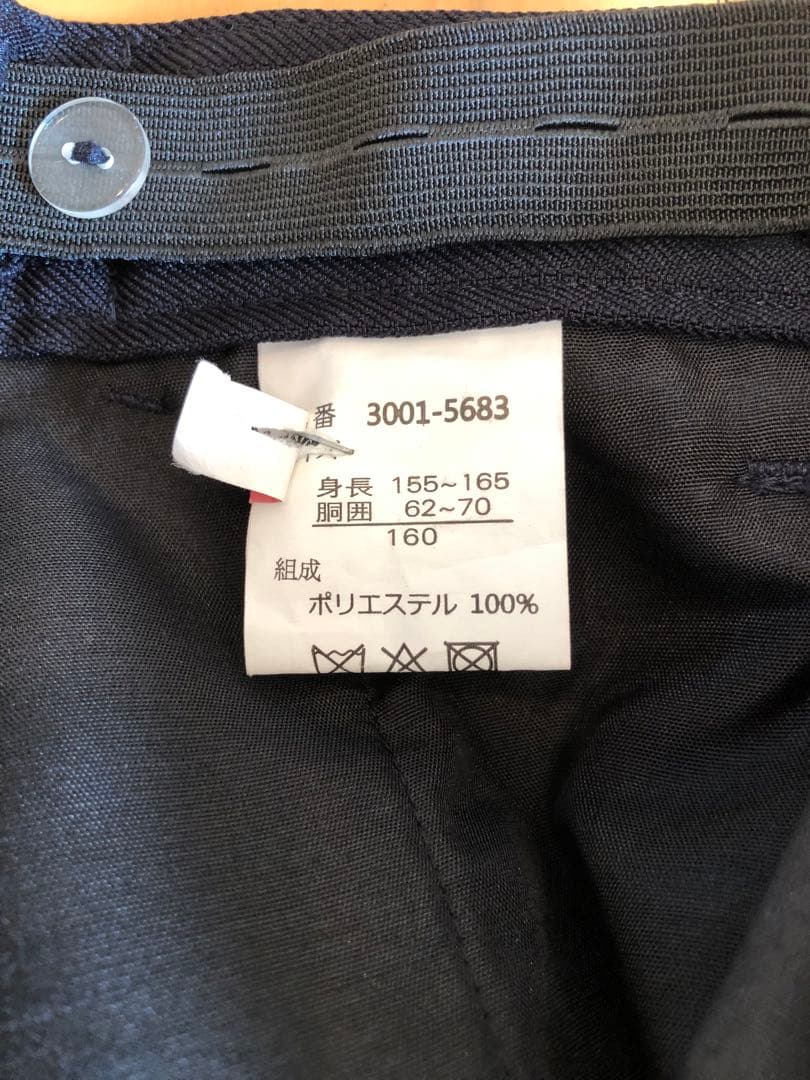 番 3001-5683
身長 155~165
胴囲 62~70
160
組成
ポリエステル 100%